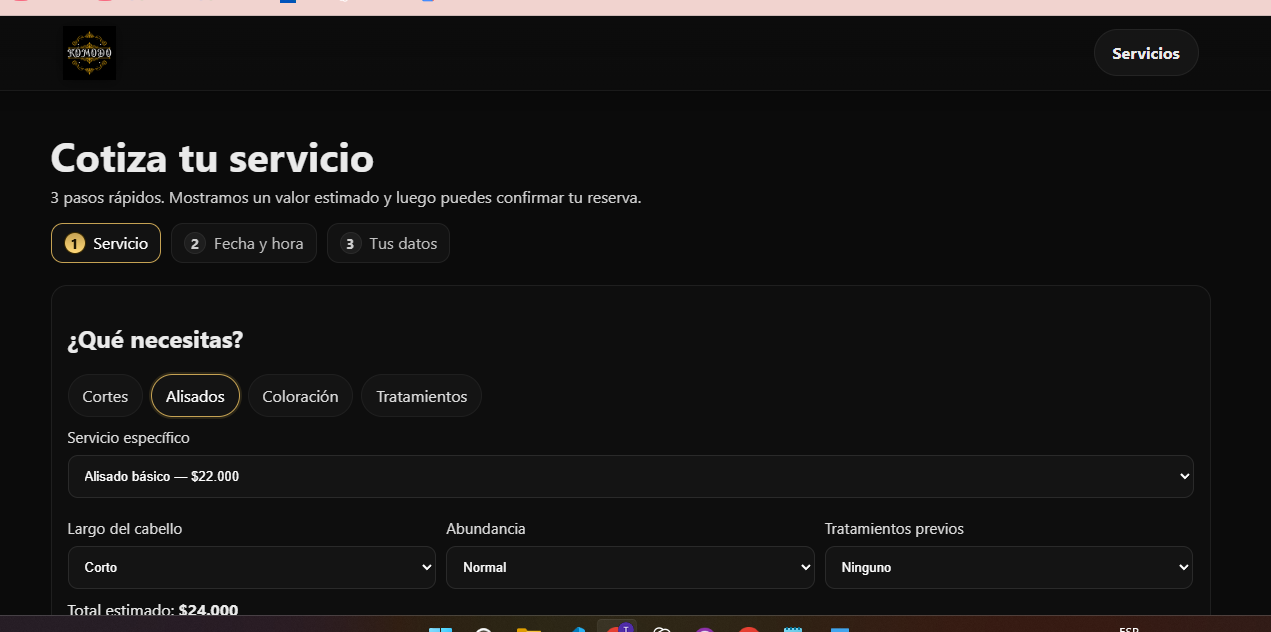 KOMODO
Servicios
Cotiza tu servicio
3 pasos rápidos. Mostramos un valor estimado y luego puedes confirmar tu reserva.
1 Servicio 2 Fecha y hora 3 Tus datos
¿Qué necesitas?
Cortes Alisados Coloración Tratamientos
Servicio específico
Alisado básico — $22.000
Largo del cabello Abundancia Tratamientos previos
Corto Normal Ninguno
Total estimado: $24.000
T
ESP